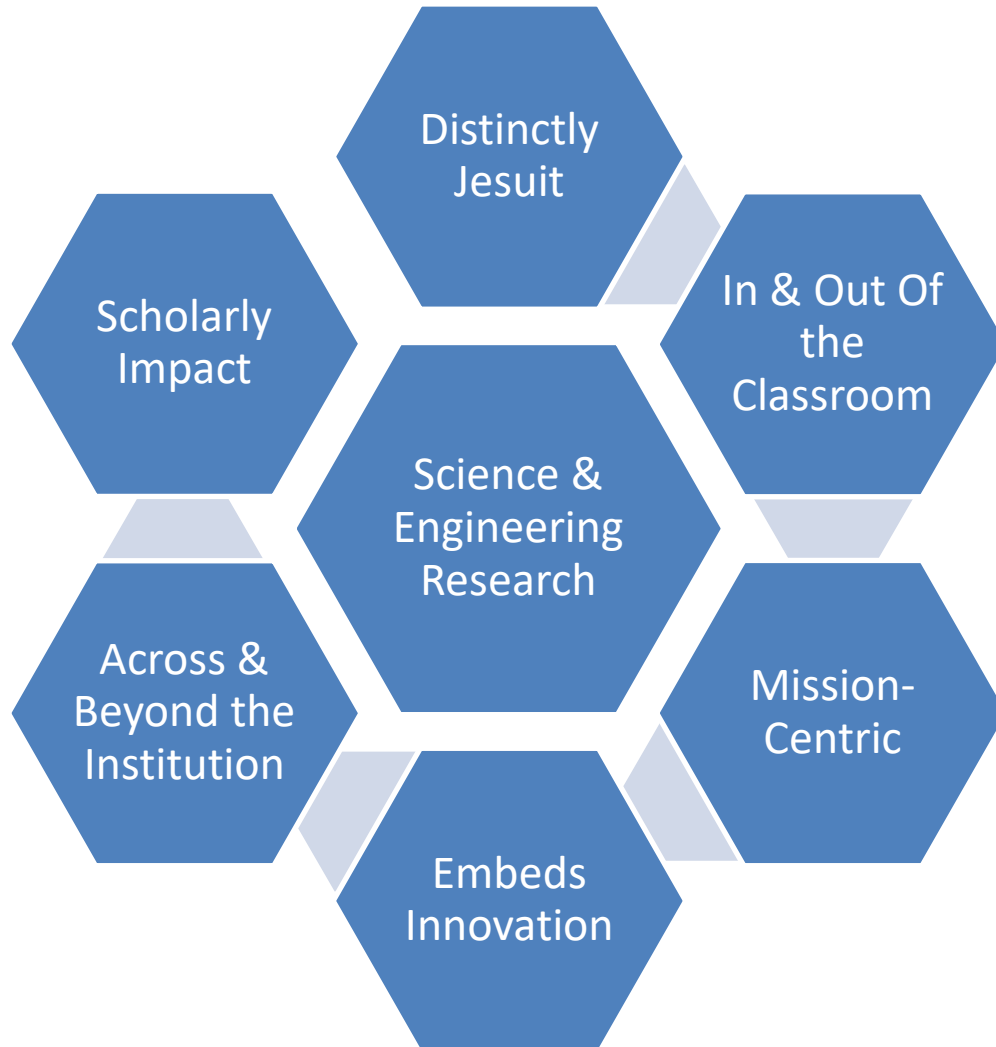 Distinctly
Jesuit
In & Out Of
the
Classroom
Mission-
Centric
Embeds
Innovation
Across &
Beyond the
Institution
Scholarly
Impact
Science &
Engineering
Research